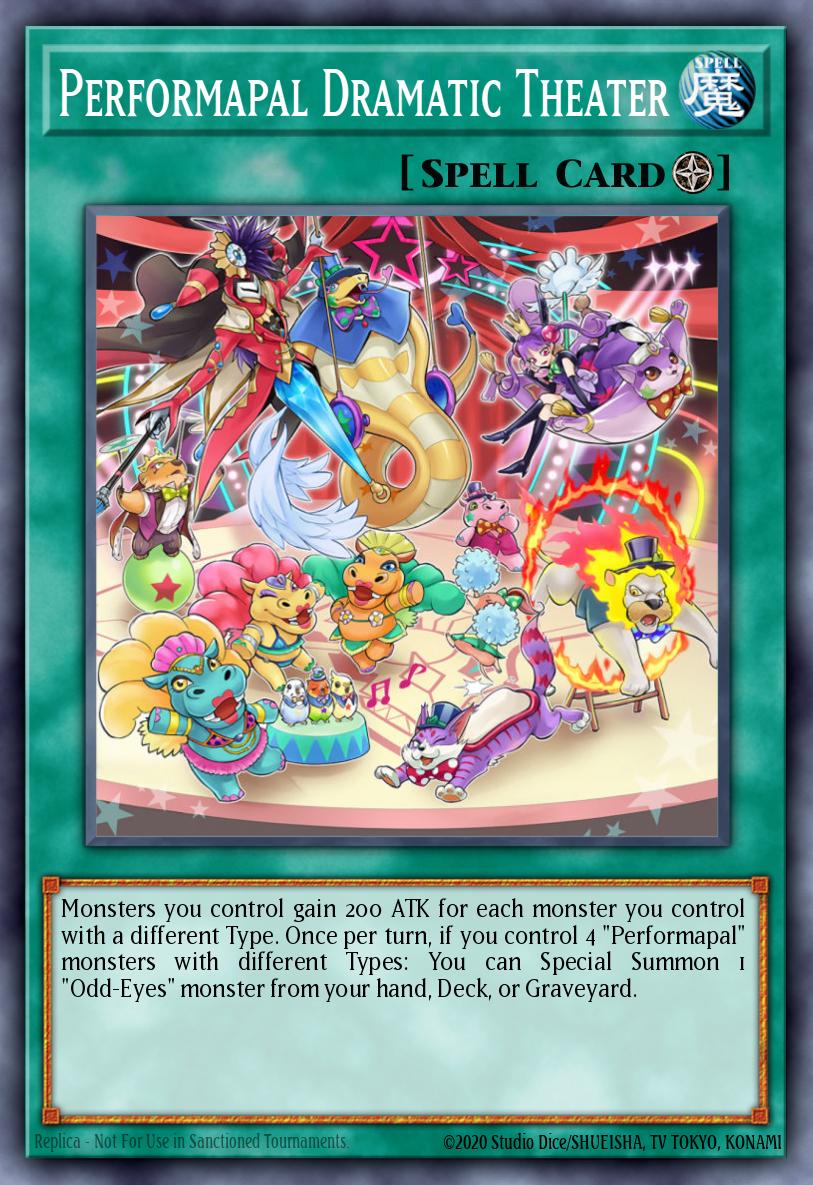 PERFORMAPAL DRAMATIC THEATER
SPELL
魔
[SPELL CARD]
Monsters you control gain 200 ATK for each monster you control
with a different Type. Once per turn, if you control 4 "Performapal"
monsters with different Types: You can Special Summon 1
"Odd-Eyes" monster from your hand, Deck, or Graveyard.
Replica - Not For Use in Sanctioned Tournaments.
©2020 Studio Dice/SHUEISHA, TV TOKYO, KONAMI